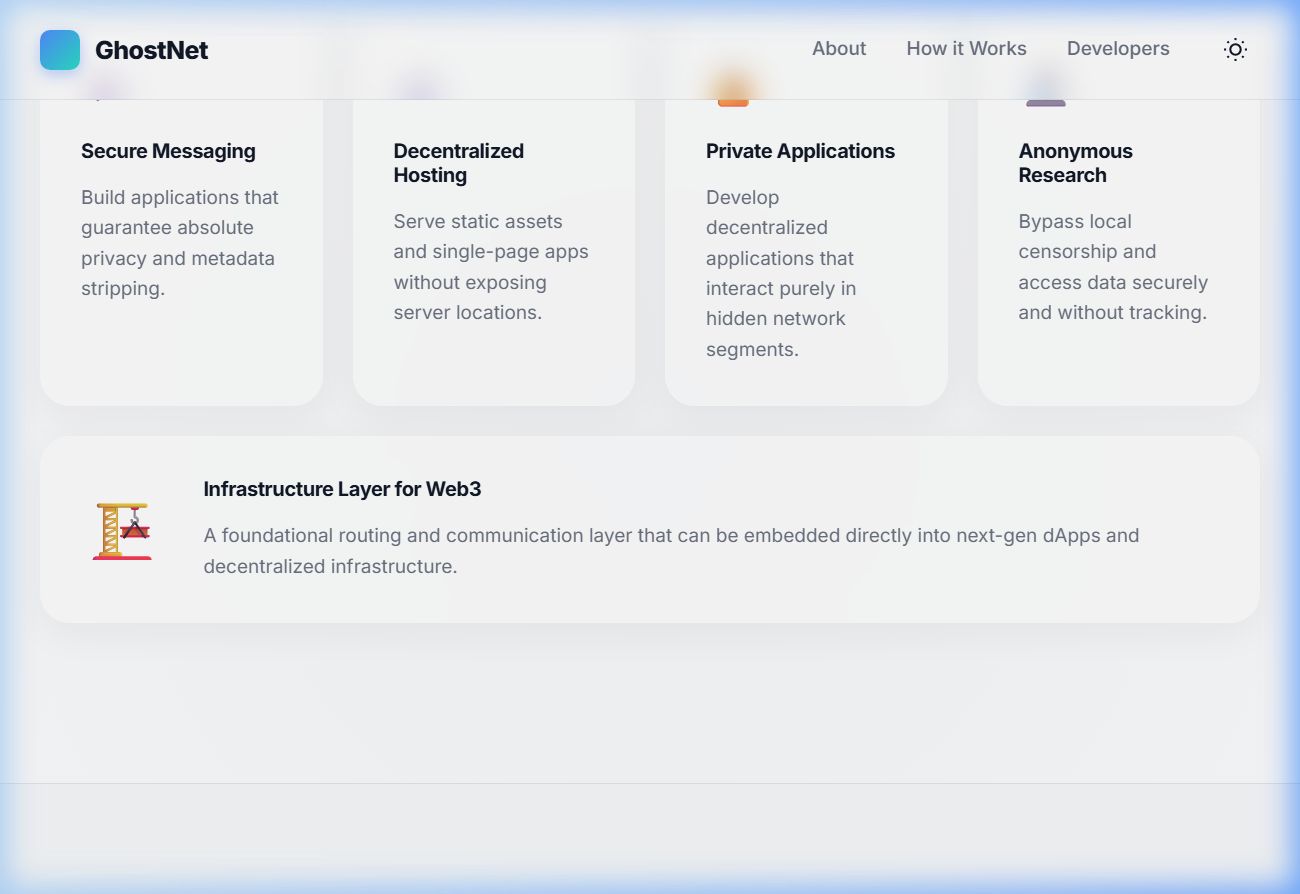 GhostNet
About
How it Works
Developers
Secure Messaging
Build applications that
guarantee absolute
privacy and metadata
stripping.
Decentralized
Hosting
Serve static assets
and single-page apps
without exposing
server locations.
Private Applications
Develop
decentralized
applications that
interact purely in
hidden network
segments.
Anonymous
Research
Bypass local
censorship and
access data securely
and without tracking.
Infrastructure Layer for Web3
A foundational routing and communication layer that can be embedded directly into next-gen dApps and
decentralized infrastructure.